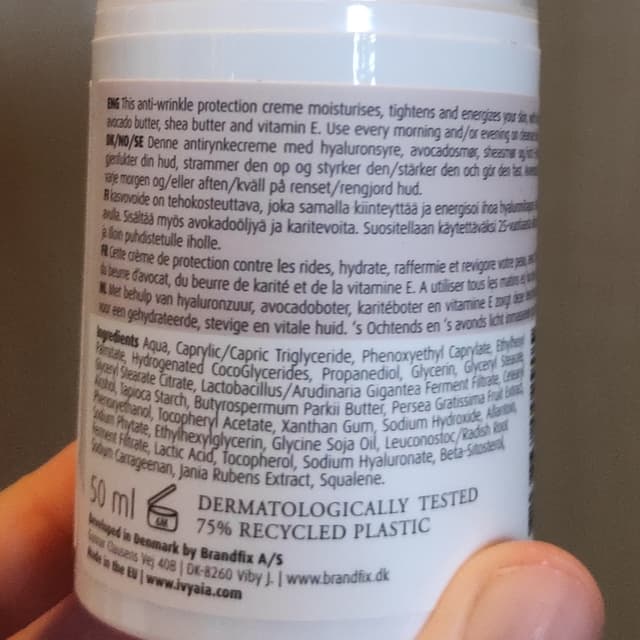 ENG This anti-wrinkle protection creme moisturises, tightens and energizes your skin, with
avocado butter, shea butter and vitamin E. Use every morning and/or evening on
DK/NO/SE Denne antirynkecreme med hyaluronsyre, avocadosmør, sheasmør og
genfukter din hud, strammer den op og styrker den/stärker den och gör den fast.
varje morgen og/eller aften/kväll på renset/rengjord hud.
FI kasvovoide on tehokosteuttava, joka samalla kiinteyttää ja energisoi ihoa
avulla. Sisältää myös avokadoöljyä ja karitevoita. Suositellaan käytettäväksi
ja illoin puhdistetulle iholle.
FR Cette crème de protection contre les rides, hydrate, raffermie et revigore votre peau,
du beurre d'avocat, du beurre de karité et de la vitamine E. A utiliser tous les matins
NL Met behulp van hyaluronzuur, avocadoboter, karitéboter en vitamine E zorgt deze
voor een gehydrateerde, stevige en vitale huid. 's Ochtends en 's avonds licht
Ingredients Aqua, Caprylic/Capric Triglyceride, Phenoxyethyl Caprylate, Ethylhexyl
Palmitate, Hydrogenated CocoGlycerides, Propanediol, Glycerin, Glyceryl Stearate,
Glyceryl Stearate Citrate, Lactobacillus/Arudinaria Gigantea Ferment Filtrate, Cetearyl
Alcohol, Tapioca Starch, Butyrospermum Parkii Butter, Persea Gratissima Fruit Extract,
Phenoxyethanol, Tocopheryl Acetate, Xanthan Gum, Sodium Hydroxide, Allantoin,
Sodium Phytate, Ethylhexylglycerin, Glycine Soja Oil, Leuconostoc/Radish Root
Ferment Filtrate, Lactic Acid, Tocopherol, Sodium Hyaluronate, Beta-Sitosterol,
Sodium Carrageenan, Jania Rubens Extract, Squalene.
50 ml 6M DERMATOLOGICALLY TESTED
75% RECYCLED PLASTIC
Developed in Denmark by Brandfix A/S
Gunnar Clausens Vej 40B | DK-8260 Viby J. | www.brandfix.dk
Made in the EU | www.ivyaia.com